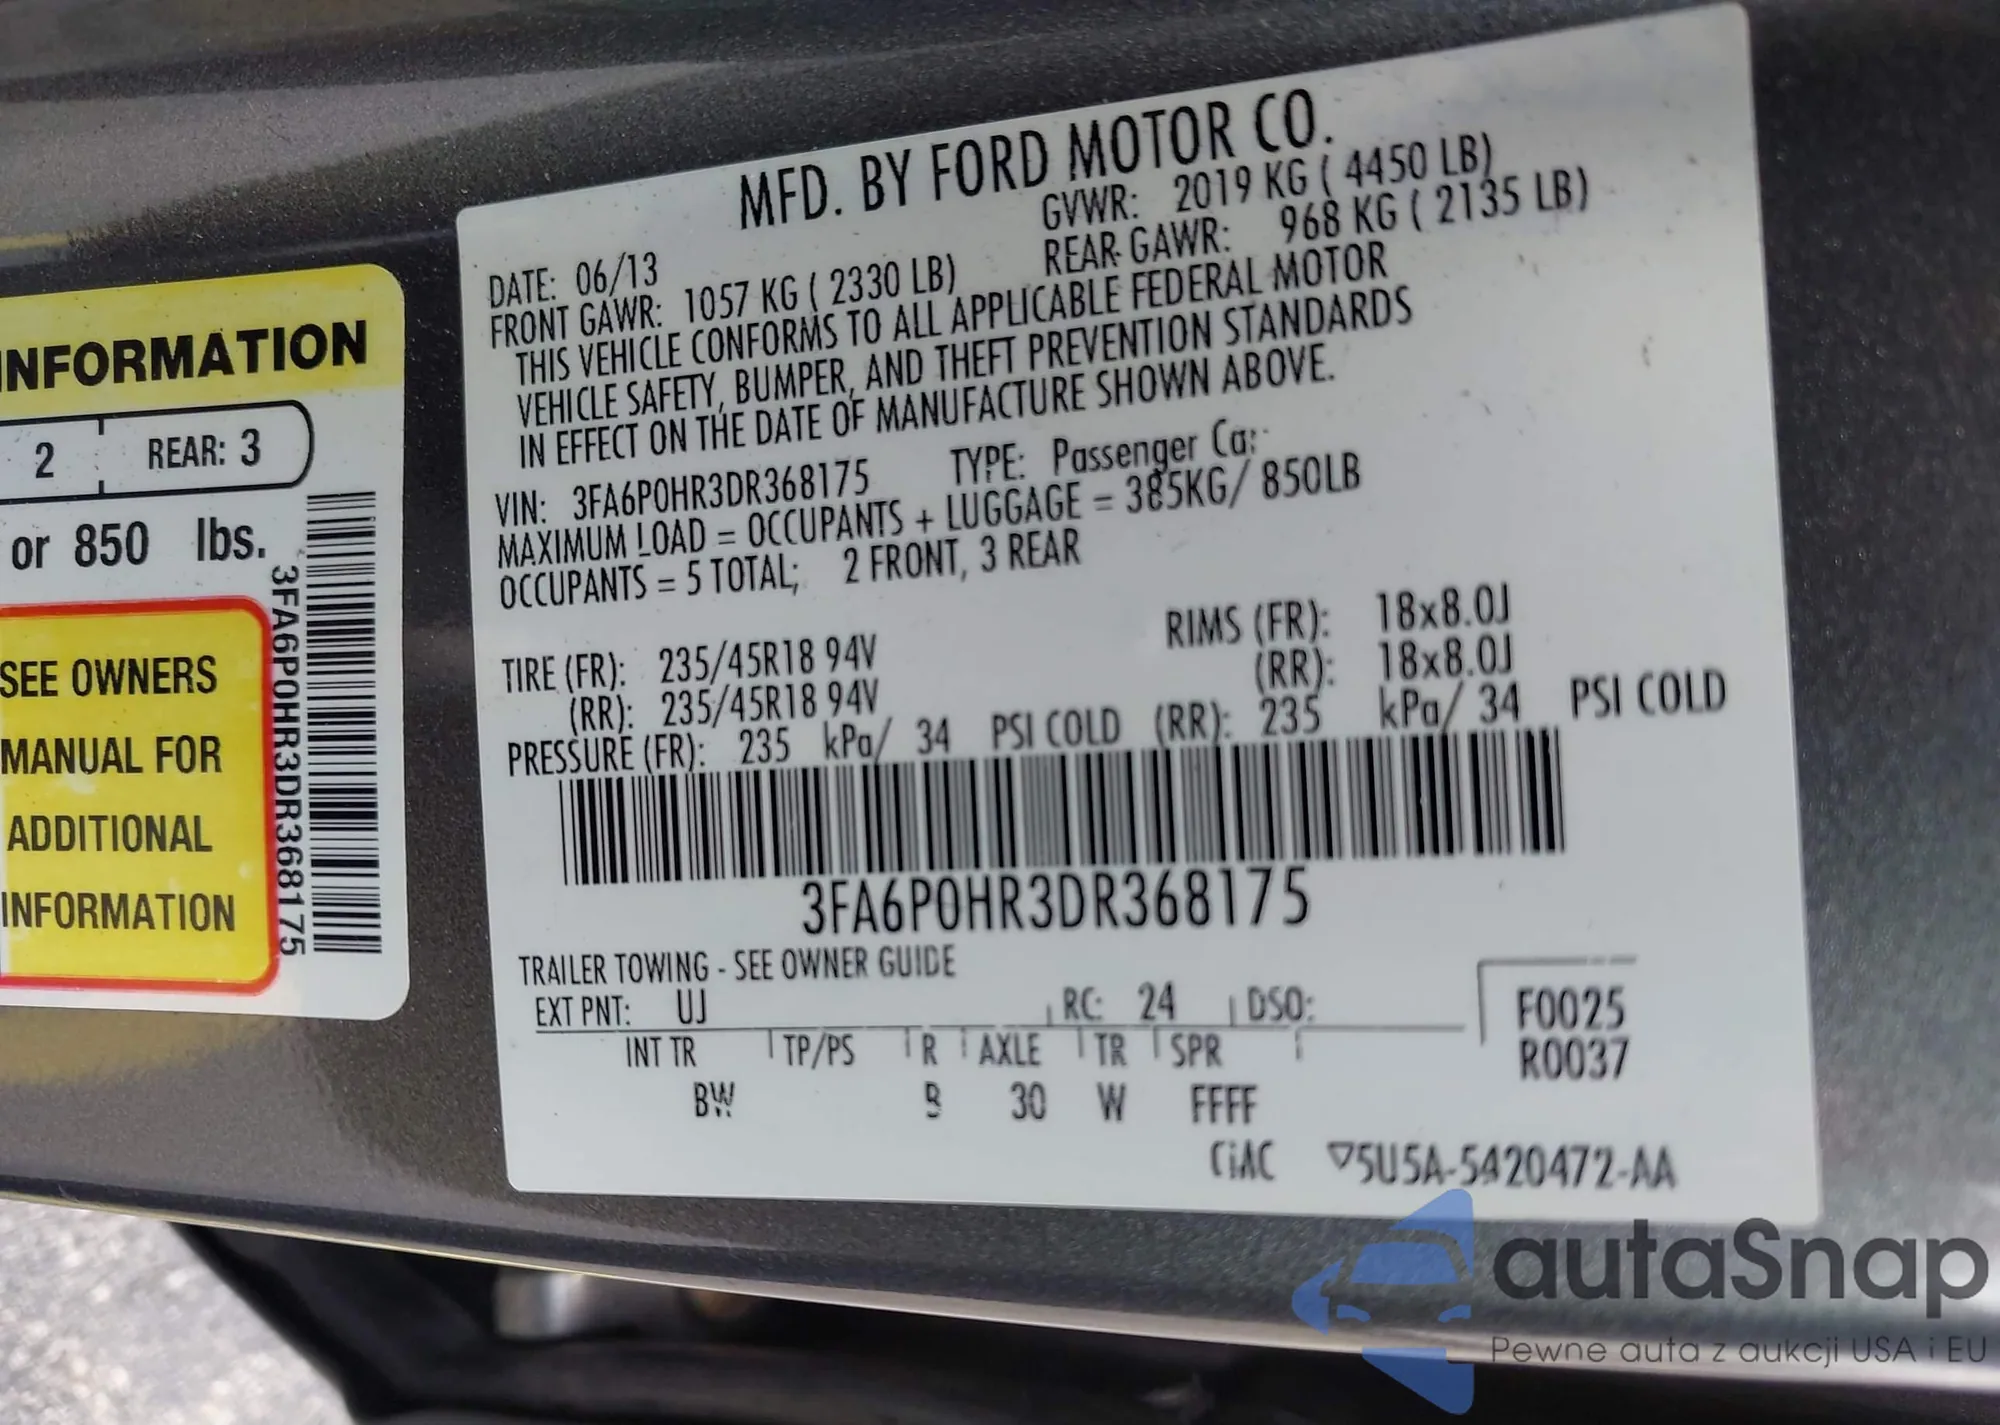 INFORMATION
2 REAR: 3
or 850 lbs.
SEE OWNERS
MANUAL FOR
ADDITIONAL
INFORMATION
3FA6P0HR3DR368175
MFD. BY FORD MOTOR CO.
DATE: 06/13 GVWR: 2019 KG ( 4450 LB)
FRONT GAWR: 1057 KG ( 2330 LB) REAR GAWR: 968 KG ( 2135 LB)
THIS VEHICLE CONFORMS TO ALL APPLICABLE FEDERAL MOTOR
VEHICLE SAFETY, BUMPER, AND THEFT PREVENTION STANDARDS
IN EFFECT ON THE DATE OF MANUFACTURE SHOWN ABOVE.
VIN: 3FA6P0HR3DR368175 TYPE: Passenger Car
MAXIMUM LOAD = OCCUPANTS + LUGGAGE = 385KG/ 850LB
OCCUPANTS = 5 TOTAL; 2 FRONT, 3 REAR
TIRE (FR): 235/45R18 94V RIMS (FR): 18x8.0J
(RR): 235/45R18 94V (RR): 18x8.0J
PRESSURE (FR): 235 kPa/ 34 PSI COLD (RR): 235 kPa/ 34 PSI COLD
3FA6P0HR3DR368175
TRAILER TOWING - SEE OWNER GUIDE
EXT PNT: UJ RC: 24 DSO: F0025
INT TR TP/PS R AXLE TR SPR R0037
BW 30 W FFFF
▽5U5A-5420472-AA
autaSnap
Pewne auta z aukcji USA i EU